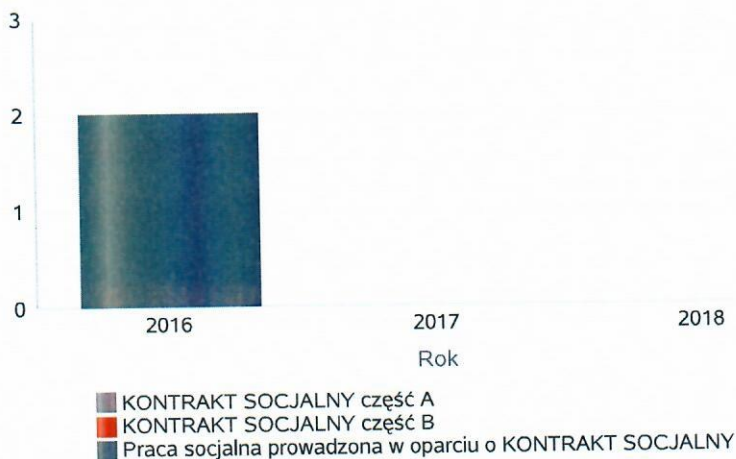 3
2
1
0
2016 2017 2018
Rok
KONTRAKT SOCJALNY część A
KONTRAKT SOCJALNY część B
Praca socjalna prowadzona w oparciu o KONTRAKT SOCJALNY